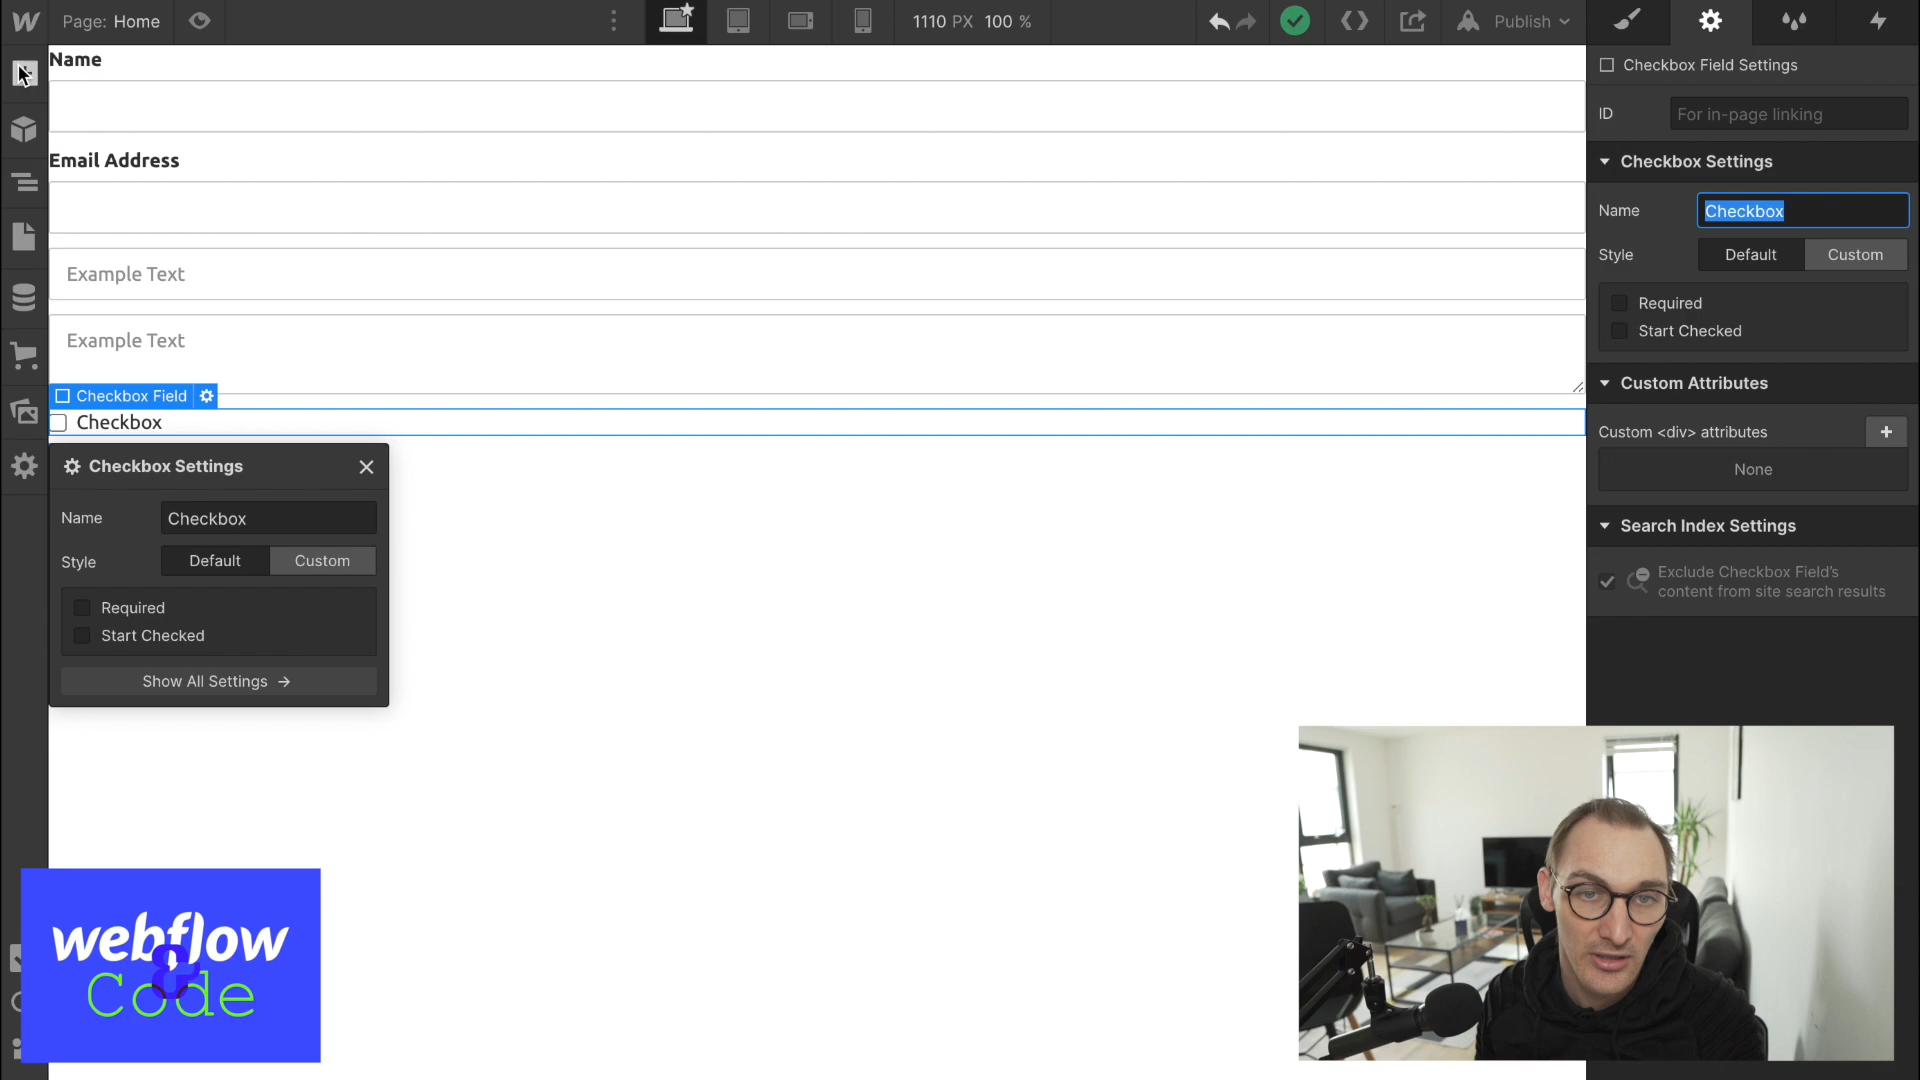 Page: Home
1110 PX 100 %
Publish
Name
Email Address
Example Text
Example Text
Checkbox Field
Checkbox
Checkbox Settings
Name
Checkbox
Style
Default
Custom
Required
Start Checked
Show All Settings →
Checkbox Field Settings
ID
For in-page linking
Checkbox Settings
Name
Checkbox
Style
Default
Custom
Required
Start Checked
Custom Attributes
Custom <div> attributes
None
Search Index Settings
Exclude Checkbox Field's
content from site search results
webflow
&
Code